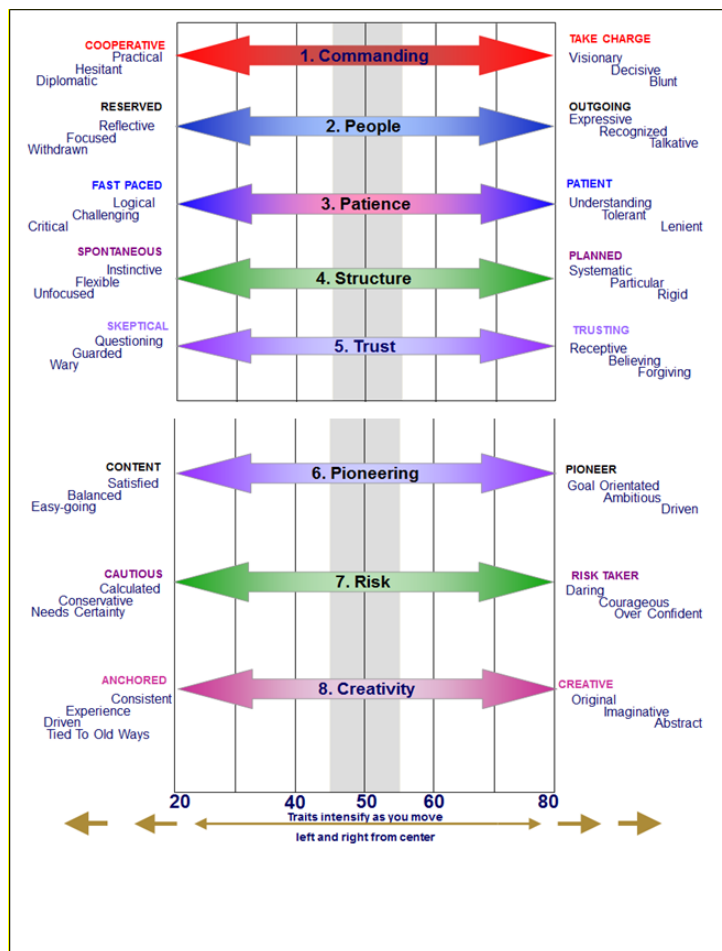 COOPERATIVE
Practical
Hesitant
Diplomatic
1. Commanding
TAKE CHARGE
Visionary
Decisive
Blunt
RESERVED
Reflective
Focused
Withdrawn
2. People
OUTGOING
Expressive
Recognized
Talkative
FAST PACED
Logical
Challenging
Critical
3. Patience
PATIENT
Understanding
Tolerant
Lenient
SPONTANEOUS
Instinctive
Flexible
Unfocused
4. Structure
PLANNED
Systematic
Particular
Rigid
SKEPTICAL
Questioning
Guarded
Wary
5. Trust
TRUSTING
Receptive
Believing
Forgiving
CONTENT
Satisfied
Balanced
Easy-going
6. Pioneering
PIONEER
Goal Orientated
Ambitious
Driven
CAUTIOUS
Calculated
Conservative
Needs Certainty
7. Risk
RISK TAKER
Daring
Courageous
Over Confident
ANCHORED
Consistent
Experience
Driven
Tied To Old Ways
8. Creativity
CREATIVE
Original
Imaginative
Abstract
20 40 50 60 80
Traits intensify as you move
left and right from center